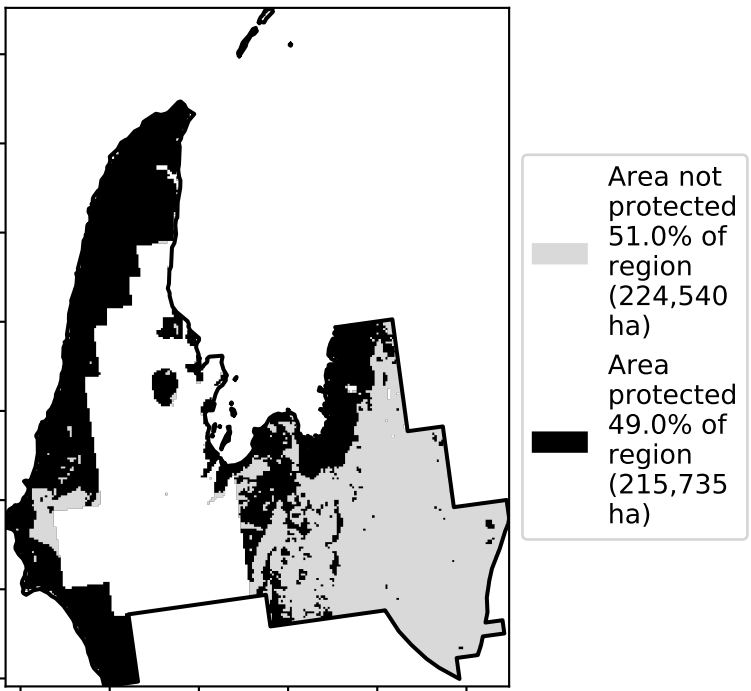 Area not
protected
51.0% of
region
(224,540
ha)
Area
protected
49.0% of
region
(215,735
ha)